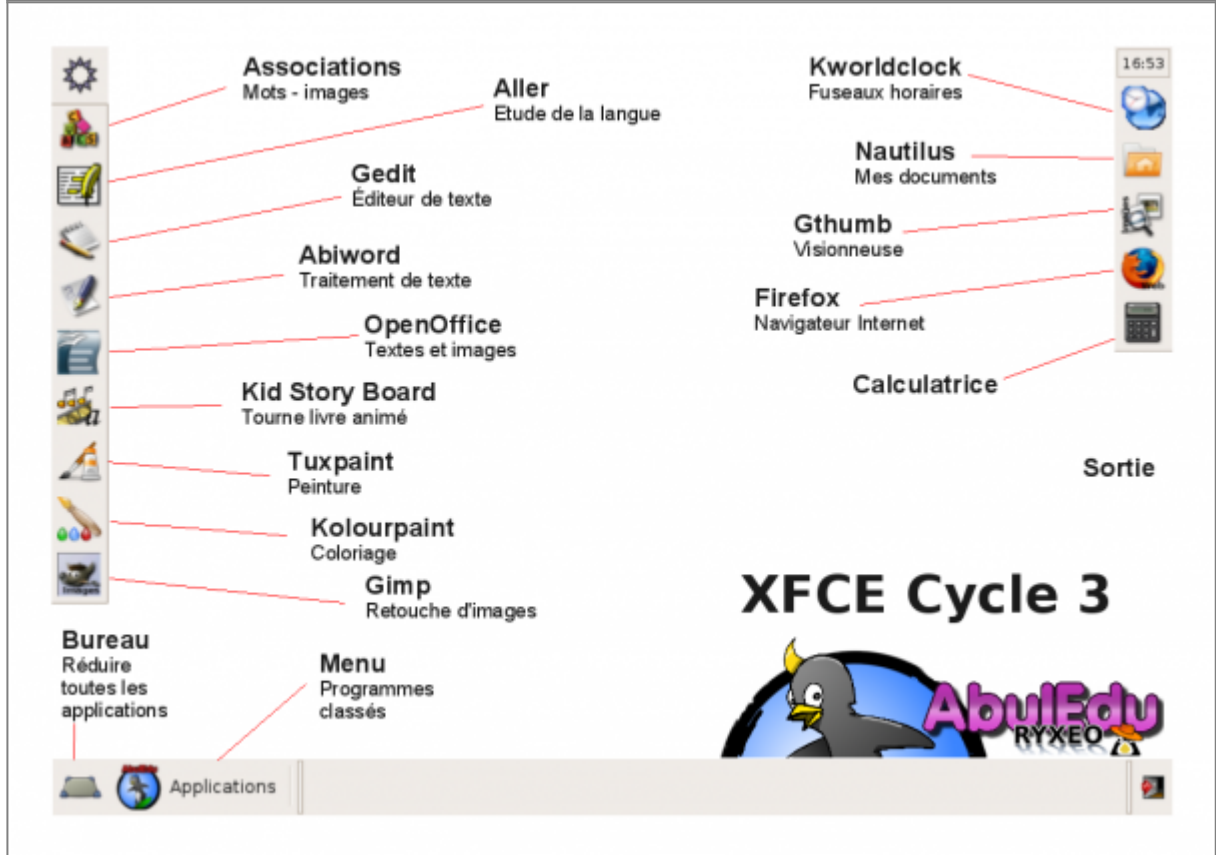 Associations
Mots - images
Aller
Etude de la langue
Gedit
Éditeur de texte
Abiword
Traitement de texte
OpenOffice
Textes et images
Kid Story Board
Tourne livre animé
Tuxpaint
Peinture
Kolourpaint
Coloriage
Gimp
Retouche d'images
Bureau
Réduire
toutes les
applications
Menu
Programmes
classés
16:53
Kworldclock
Fuseaux horaires
Nautilus
Mes documents
Gthumb
Visionneuse
Firefox
Navigateur Internet
Calculatrice
Sortie
XFCE Cycle 3
AbulEdu
RYXEO
Applications